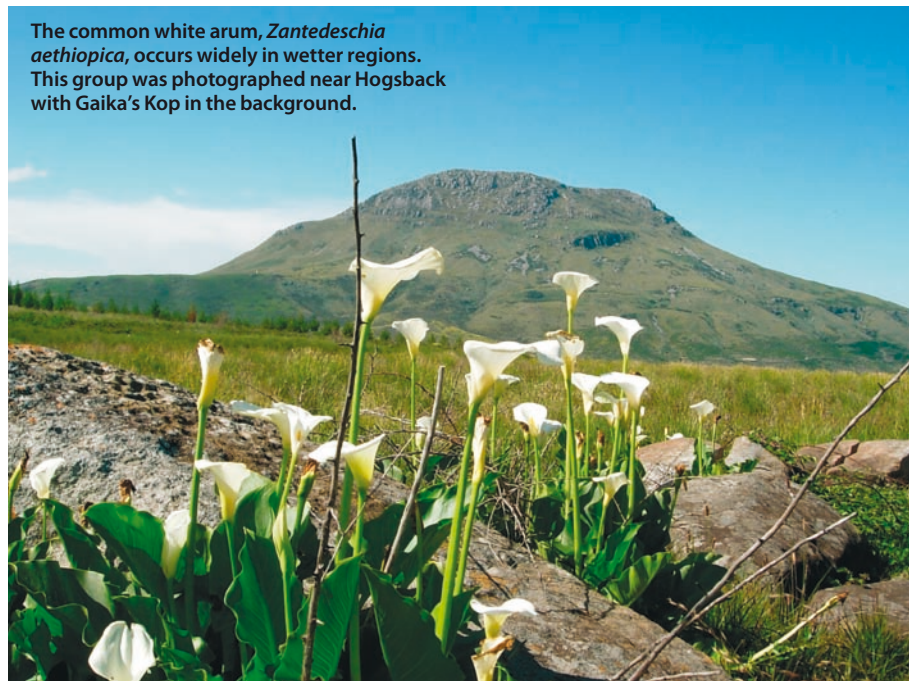 The common white arum, Zantedeschia
aethiopica, occurs widely in wetter regions.
This group was photographed near Hogsback
with Gaika’s Kop in the background.